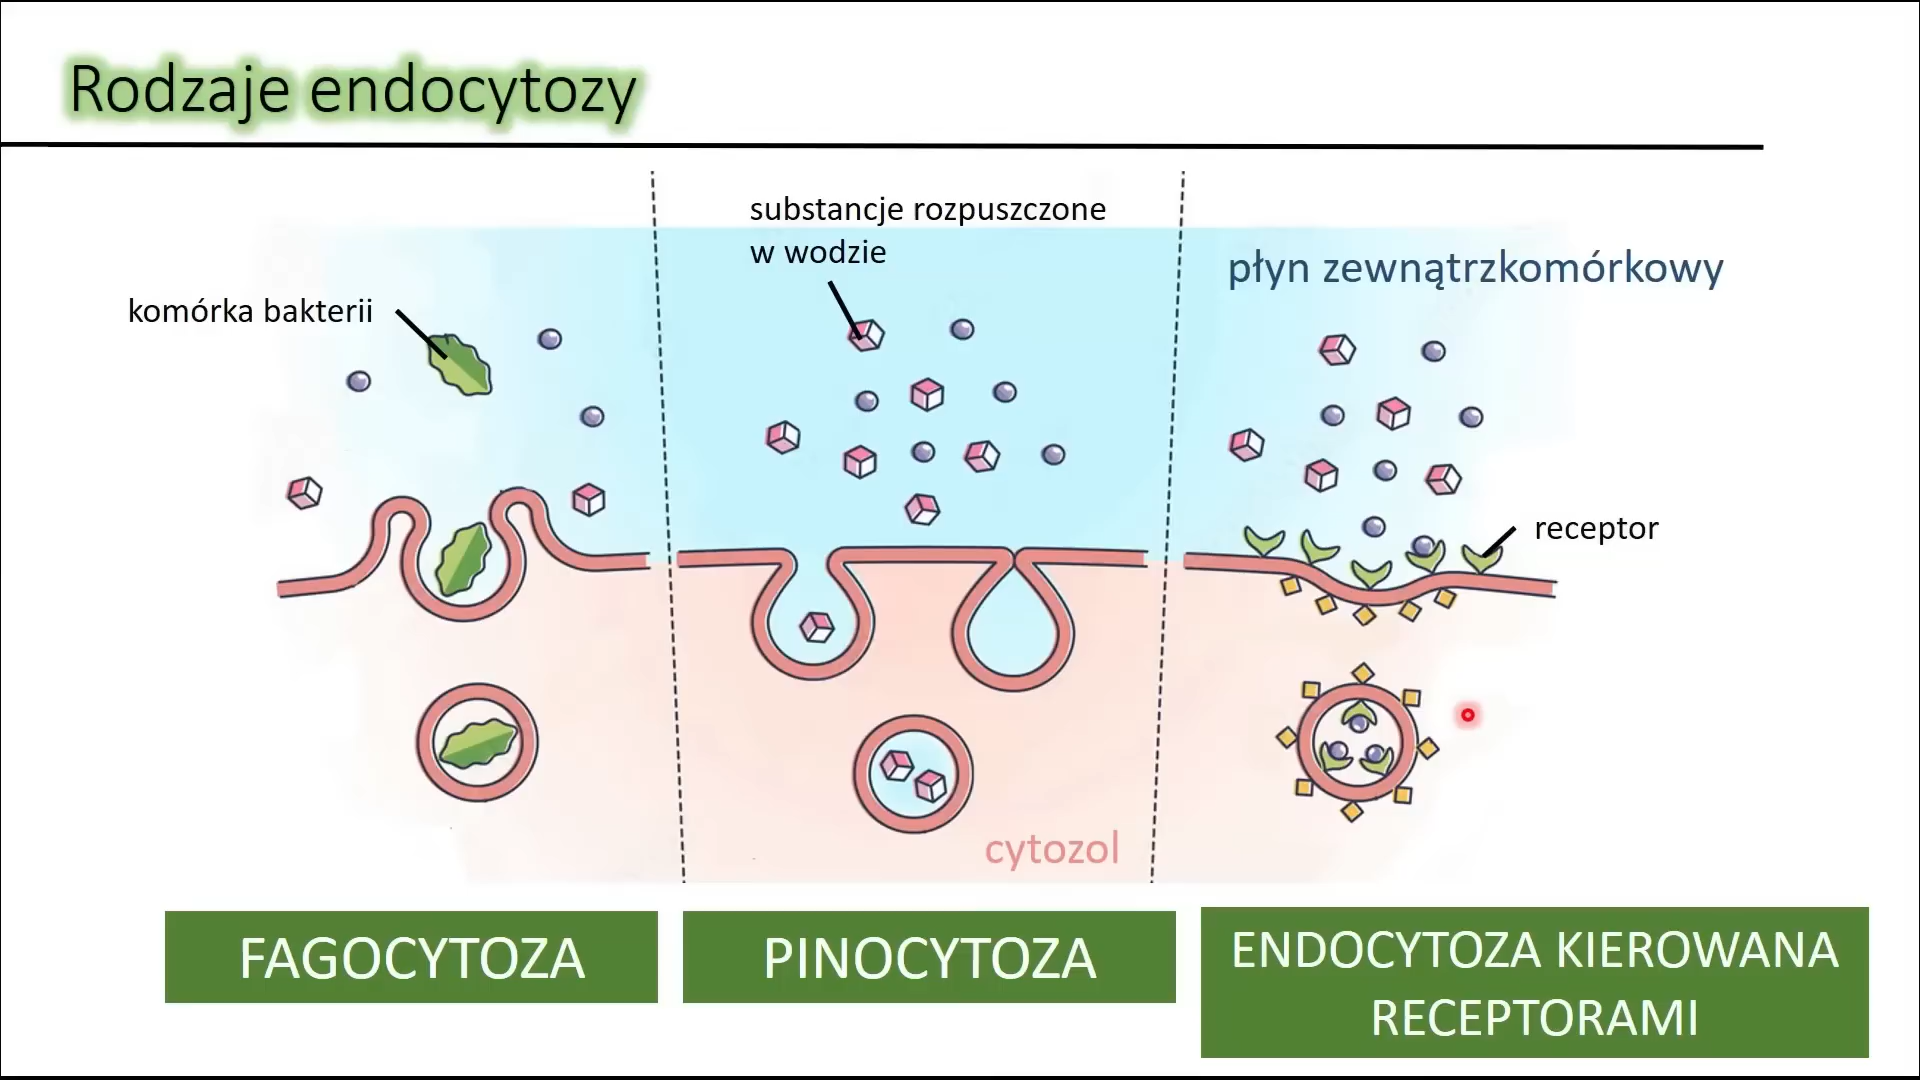 Rodzaje endocytozy
substancje rozpuszczone
w wodzie
płyn zewnątrzkomórkowy
komórka bakterii
receptor
cytozol
FAGOCYTOZA
PINOCYTOZA
ENDOCYTOZA KIEROWANA
RECEPTORAMI